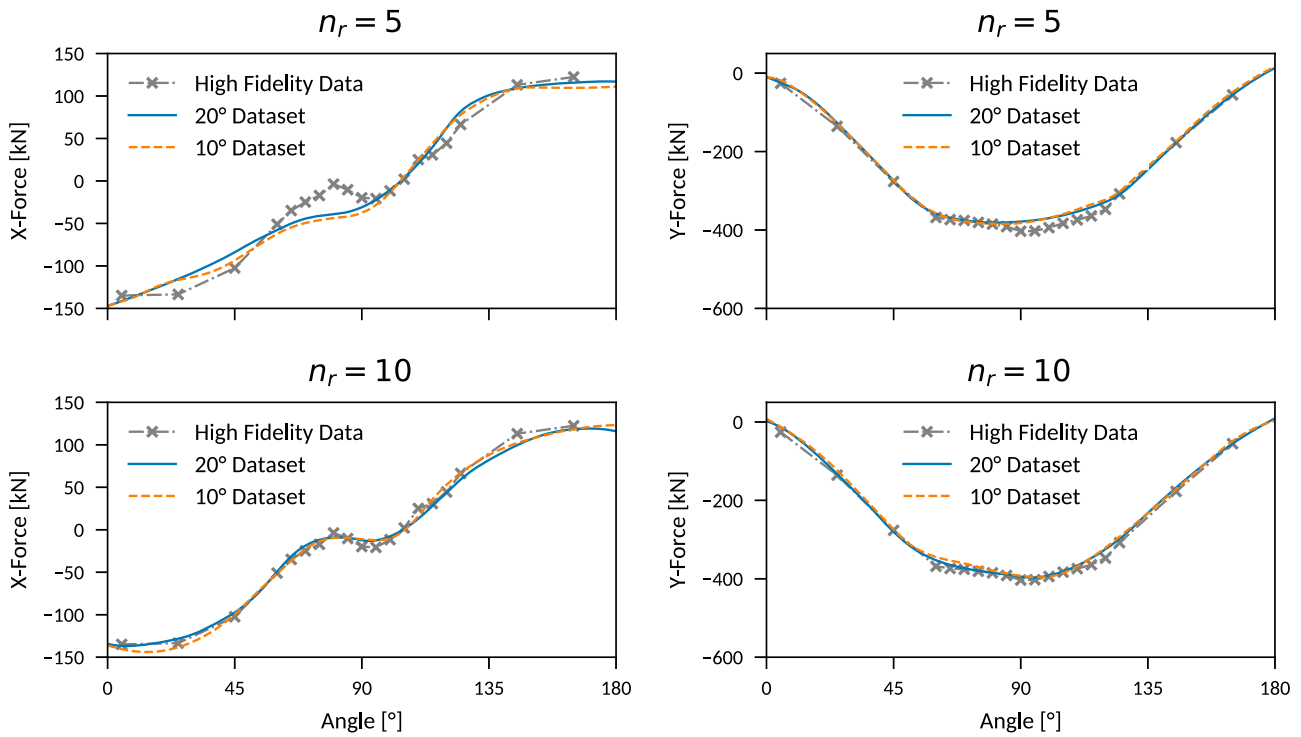 n_r = 5
150
100
50
0
−50
−100
−150
X-Force [kN]
High Fidelity Data
20° Dataset
10° Dataset
n_r = 5
0
−200
−400
−600
Y-Force [kN]
High Fidelity Data
20° Dataset
10° Dataset
n_r = 10
150
100
50
0
−50
−100
−150
X-Force [kN]
High Fidelity Data
20° Dataset
10° Dataset
0 45 90 135 180
Angle [°]
n_r = 10
0
−200
−400
−600
Y-Force [kN]
High Fidelity Data
20° Dataset
10° Dataset
0 45 90 135 180
Angle [°]